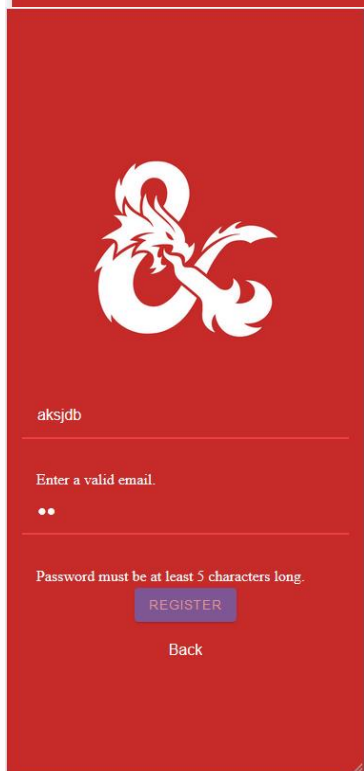 aksjdb
Enter a valid email.
••
Password must be at least 5 characters long.
REGISTER
Back